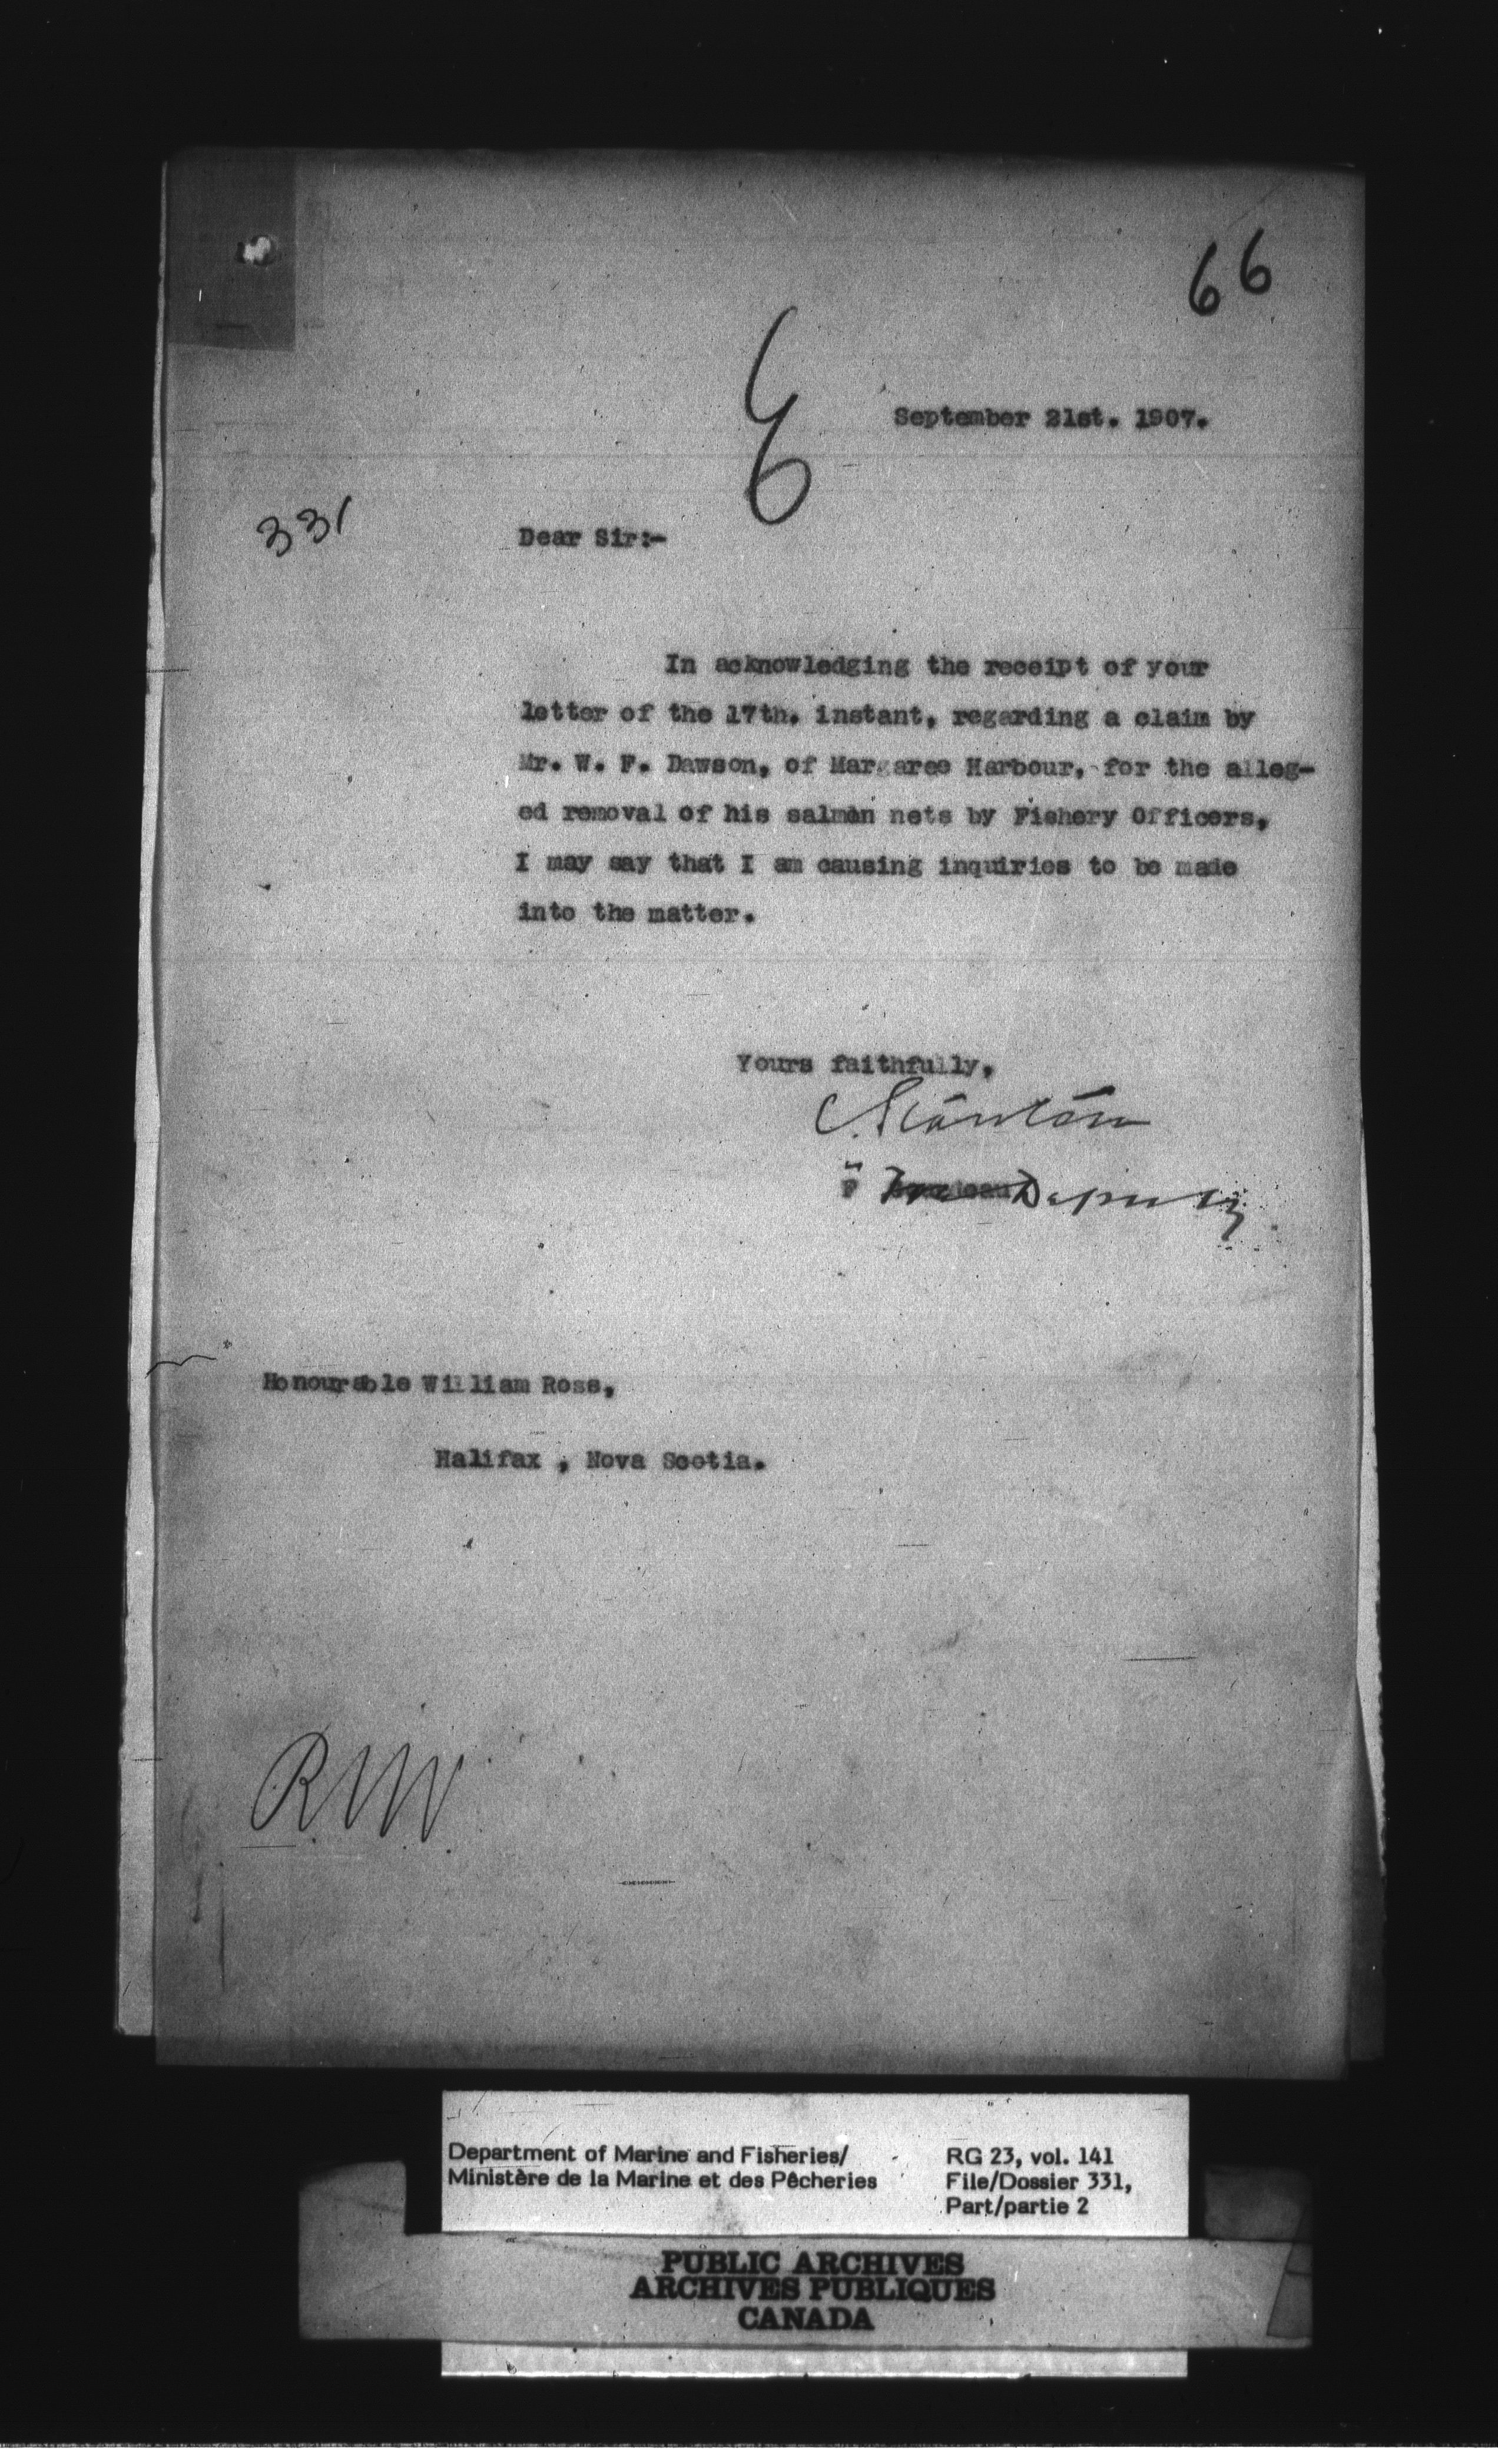 66
E
September 21st. 1907.
331
Dear Sir:-
In acknowledging the receipt of your
letter of the 17th. instant, regarding a claim by
Mr. W. F. Dawson, of Margaree Harbour, for the alleg-
ed removal of his salmon nets by Fishery Officers,
I may say that I am causing inquiries to be made
into the matter.
Yours faithfully,
C. Stanton
F Deputy
Honourable William Ross,
Halifax , Nova Scotia.
RNW
Department of Marine and Fisheries/
Ministère de la Marine et des Pêcheries
RG 23, vol. 141
File/Dossier 331,
Part/partie 2
PUBLIC ARCHIVES
ARCHIVES PUBLIQUES
CANADA